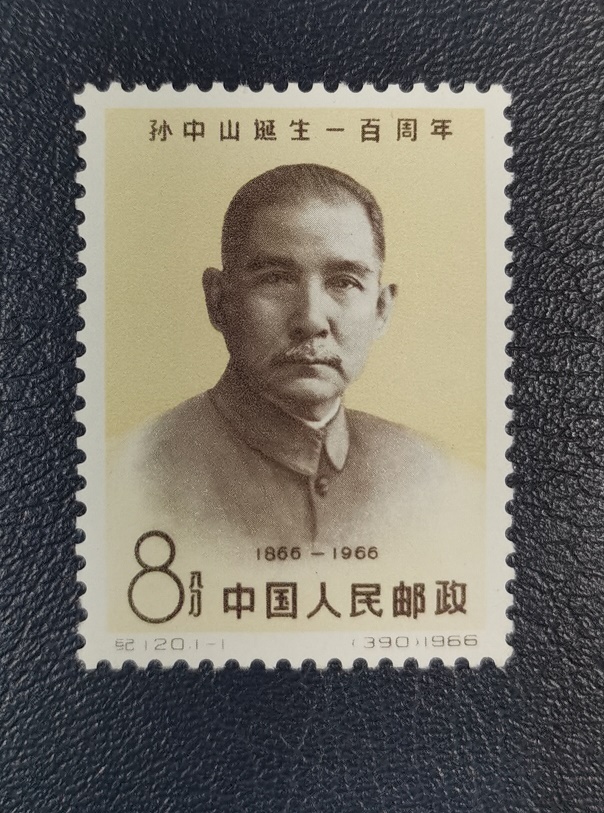 孙中山诞生一百周年
1866－1966
8分 中国人民邮政
纪120.1-1 (390)1966